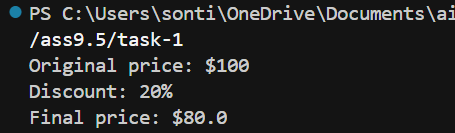 PS C:\Users\sonti\OneDrive\Documents\ai
/ass9.5/task-1
Original price: $100
Discount: 20%
Final price: $80.0